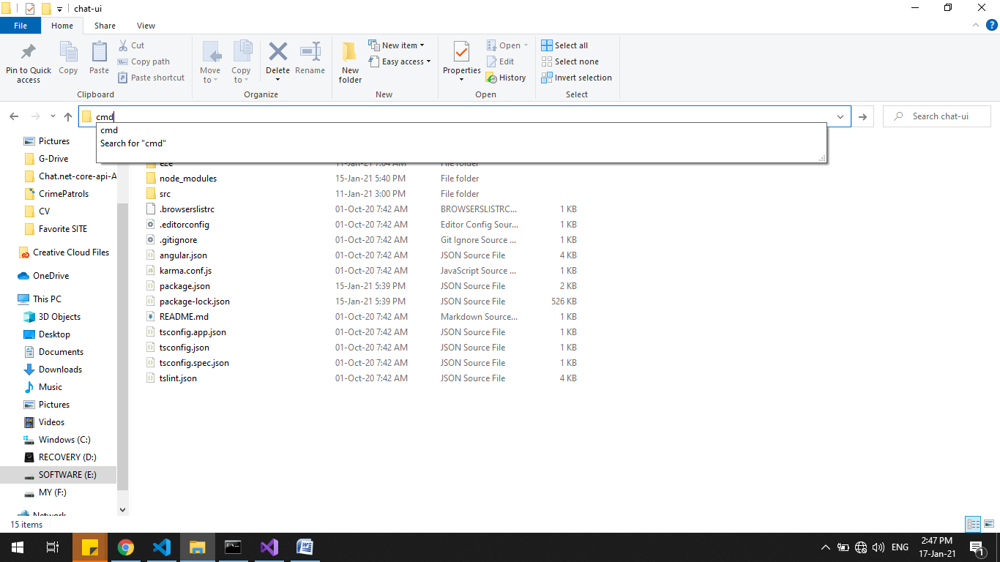 chat-ui
File Home Share View
Pin to Quick access
Copy
Paste
Cut
Copy path
Paste shortcut
Clipboard
Move to
Copy to
Delete
Rename
Organize
New folder
New item
Easy access
New
Properties
Open
Edit
History
Open
Select all
Select none
Invert selection
Select
cmd
Search chat-ui
cmd
Search for "cmd"
Pictures
G-Drive
Chat.net-core-api-A
CrimePatrols
CV
Favorite SITE
Creative Cloud Files
OneDrive
This PC
3D Objects
Desktop
Documents
Downloads
Music
Pictures
Videos
Windows (C:)
RECOVERY (D:)
SOFTWARE (E:)
MY (F:)
Network
e2e 11-Jan-21 7:04 AM File folder
node_modules 15-Jan-21 5:40 PM File folder
src 11-Jan-21 3:00 PM File folder
.browserslistrc 01-Oct-20 7:42 AM BROWSERSLISTRC... 1 KB
.editorconfig 01-Oct-20 7:42 AM Editor Config Sour... 1 KB
.gitignore 01-Oct-20 7:42 AM Git Ignore Source ... 1 KB
angular.json 01-Oct-20 7:42 AM JSON Source File 4 KB
karma.conf.js 01-Oct-20 7:42 AM JavaScript Source ... 1 KB
package.json 15-Jan-21 5:39 PM JSON Source File 2 KB
package-lock.json 15-Jan-21 5:39 PM JSON Source File 526 KB
README.md 01-Oct-20 7:42 AM Markdown Source... 1 KB
tsconfig.app.json 01-Oct-20 7:42 AM JSON Source File 1 KB
tsconfig.json 01-Oct-20 7:42 AM JSON Source File 1 KB
tsconfig.spec.json 01-Oct-20 7:42 AM JSON Source File 1 KB
tslint.json 01-Oct-20 7:42 AM JSON Source File 4 KB
15 items
ENG
2:47 PM
17-Jan-21
1